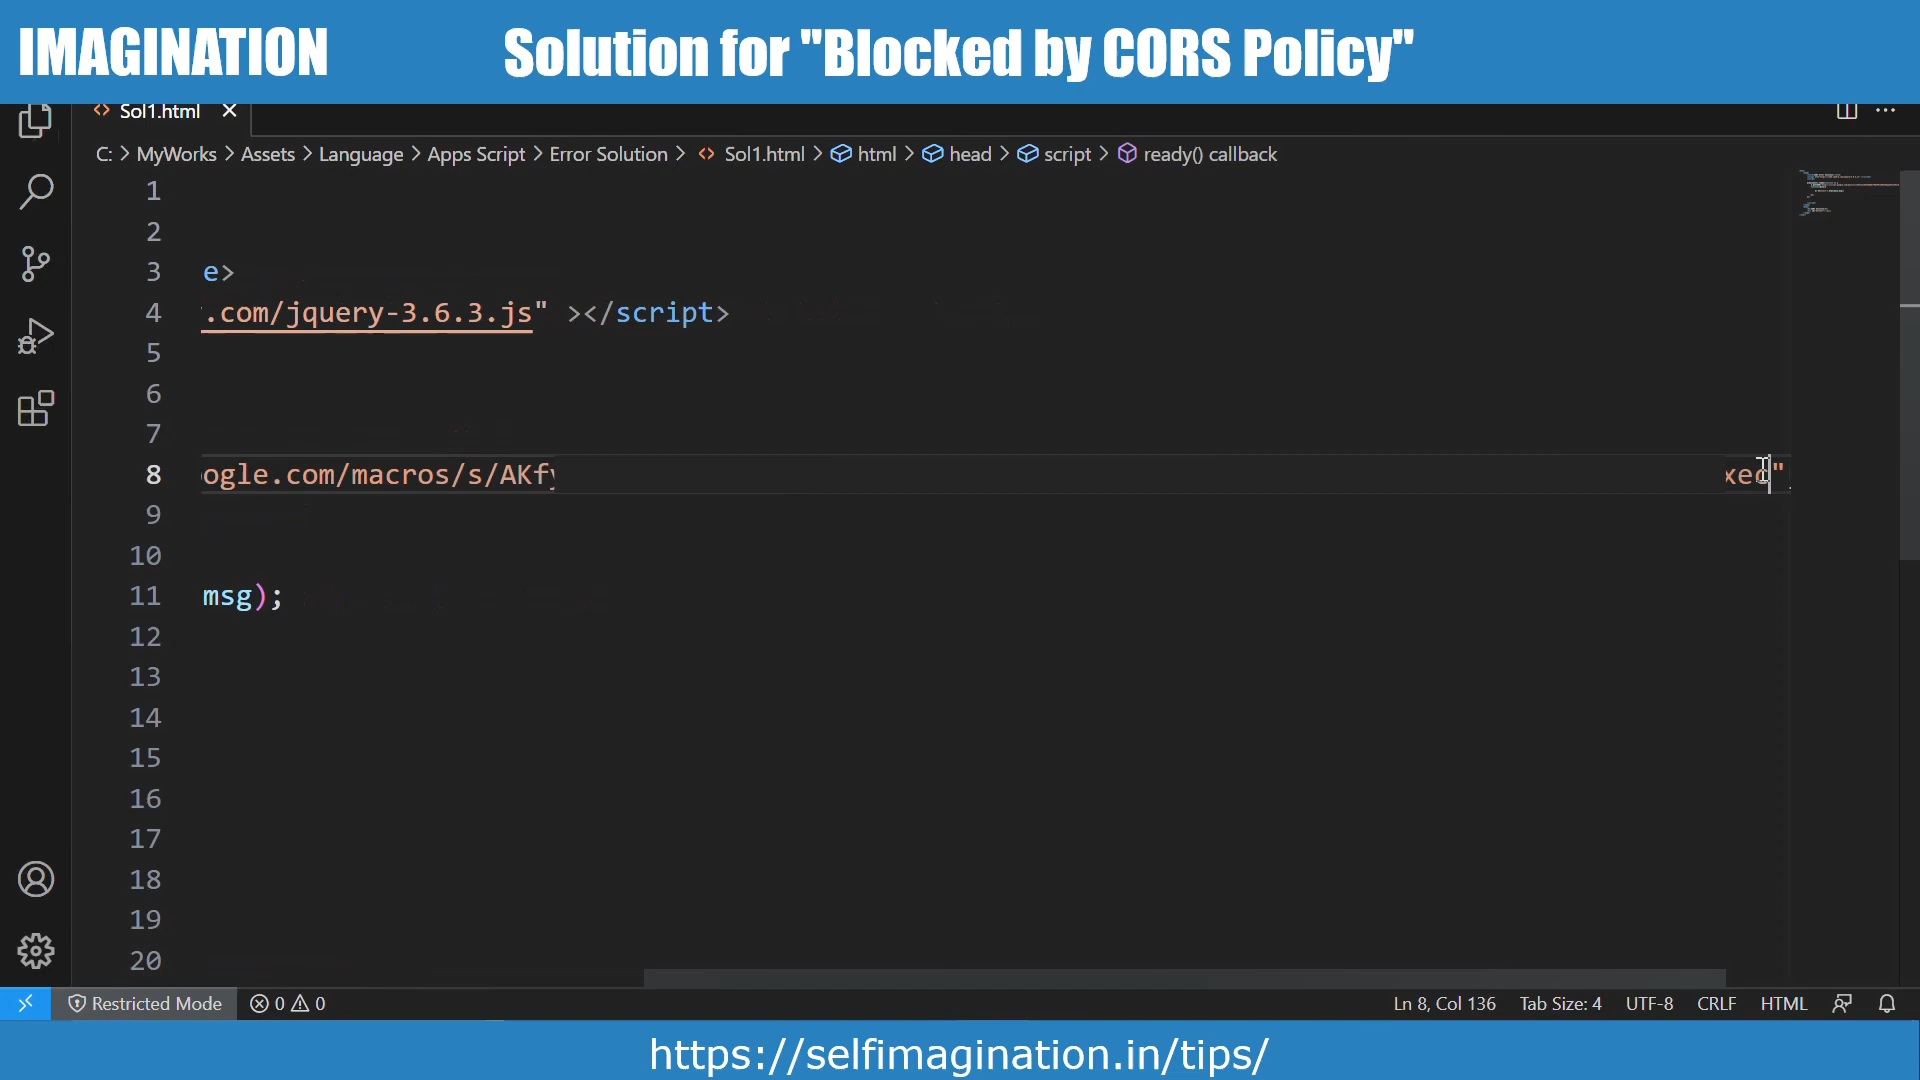 IMAGINATION
Solution for "Blocked by CORS Policy"
Sol1.html
C: > MyWorks > Assets > Language > Apps Script > Error Solution > Sol1.html > html > head > script > ready() callback
1
2
3 e>
4 .com/jquery-3.6.3.js" ></script>
5
6
7
8 ogle.com/macros/s/AKfy xec"
9
10
11 msg);
12
13
14
15
16
17
18
19
20
Restricted Mode 0 0 Ln 8, Col 136 Tab Size: 4 UTF-8 CRLF HTML
https://selfimagination.in/tips/